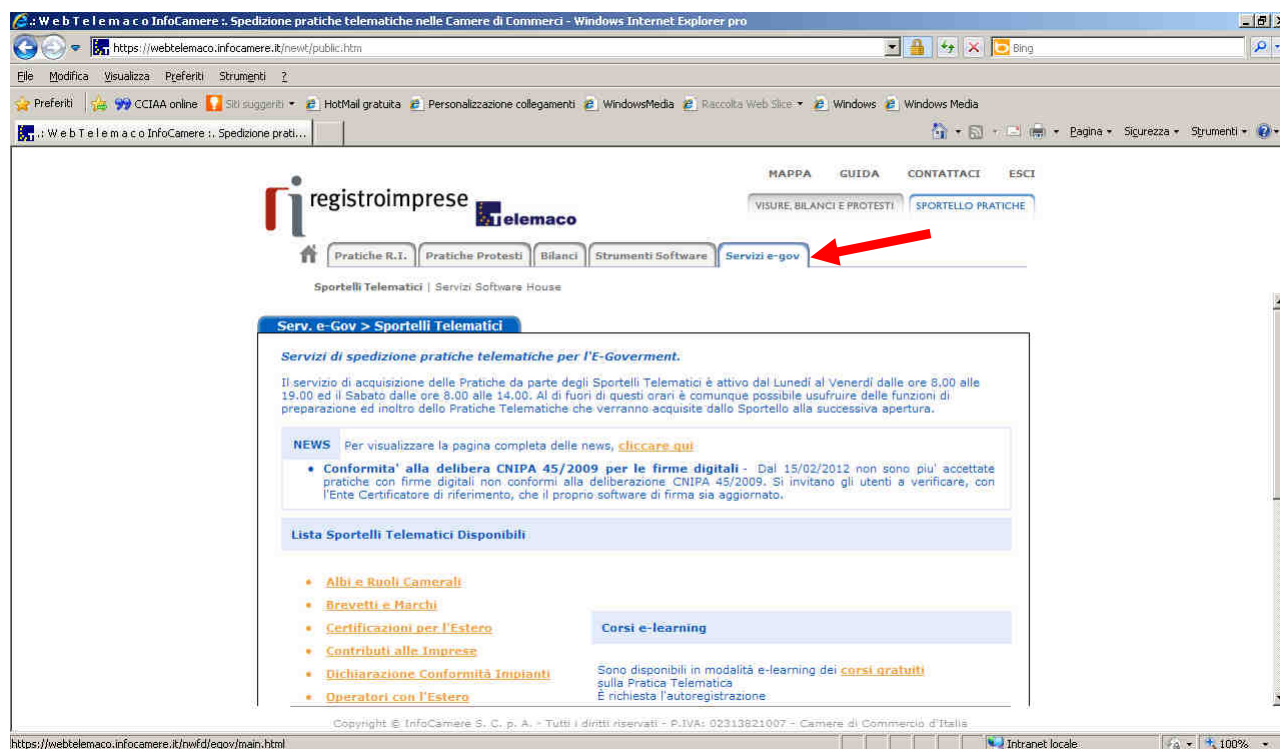 .: W e b T e l e m a c o InfoCamere :. Spedizione pratiche telematiche nelle Camere di Commerci - Windows Internet Explorer pro
https://webtelemaco.infocamere.it/newt/public.htm
Bing
File Modifica Visualizza Preferiti Strumenti ?
Preferiti CCIAA online Siti suggeriti HotMail gratuita Personalizzazione collegamenti WindowsMedia Raccolta Web Slice Windows Windows Media
.: W e b T e l e m a c o InfoCamere :. Spedizione prati...
Pagina Sicurezza Strumenti
MAPPA GUIDA CONTATTACI ESCI
registroimprese Telemaco
VISURE, BILANCI E PROTESTI SPORTELLO PRATICHE
Pratiche R.I. Pratiche Protesti Bilanci Strumenti Software Servizi e-gov
Sportelli Telematici | Servizi Software House
Serv. e-Gov > Sportelli Telematici
Servizi di spedizione pratiche telematiche per l'E-Goverment.
Il servizio di acquisizione delle Pratiche da parte degli Sportelli Telematici è attivo dal Lunedí al Venerdí dalle ore 8.00 alle
19.00 ed il Sabato dalle ore 8.00 alle 14.00. Al di fuori di questi orari è comunque possibile usufruire delle funzioni di
preparazione ed inoltro dello Pratiche Telematiche che verranno acquisite dallo Sportello alla successiva apertura.
NEWS Per visualizzare la pagina completa delle news, cliccare qui
• Conformita' alla delibera CNIPA 45/2009 per le firme digitali - Dal 15/02/2012 non sono piu' accettate
pratiche con firme digitali non conformi alla deliberazione CNIPA 45/2009. Si invitano gli utenti a verificare, con
l'Ente Certificatore di riferimento, che il proprio software di firma sia aggiornato.
Lista Sportelli Telematici Disponibili
• Albi e Ruoli Camerali
• Brevetti e Marchi
• Certificazioni per l'Estero
• Contributi alle Imprese
• Dichiarazione Conformità Impianti
• Operatori con l'Estero
Corsi e-learning
Sono disponibili in modalità e-learning dei corsi gratuiti
sulla Pratica Telematica
È richiesta l'autoregistrazione
Copyright © InfoCamere S. C. p. A. - Tutti i diritti riservati - P.IVA: 02313821007 - Camere di Commercio d'Italia
https://webtelemaco.infocamere.it/nwfd/egov/main.html
Intranet locale
100%